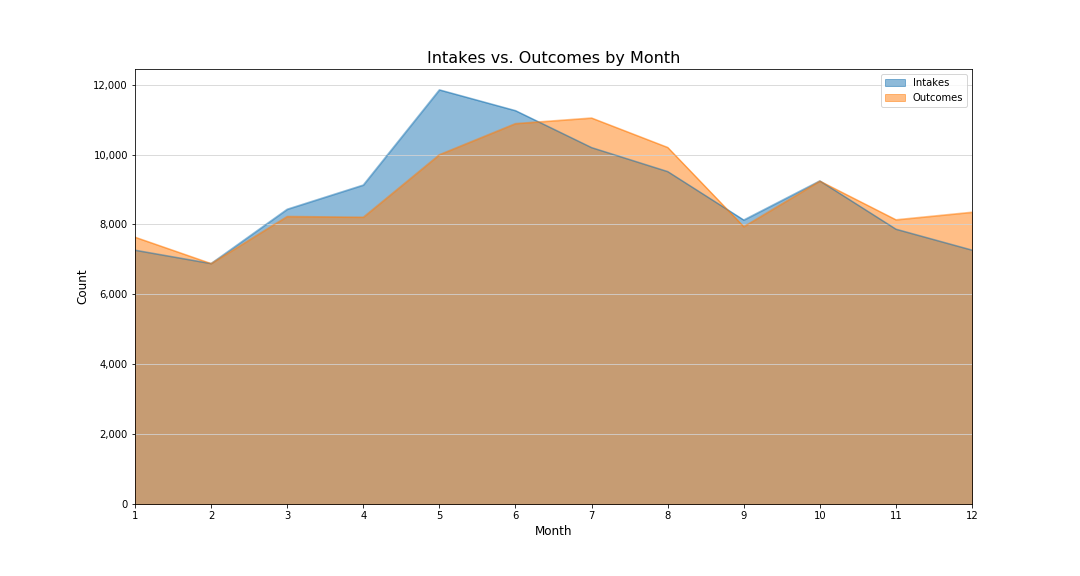 Intakes vs. Outcomes by Month
Intakes
Outcomes
12,000
10,000
8,000
6,000
4,000
2,000
0
Count
1 2 3 4 5 6 7 8 9 10 11 12
Month